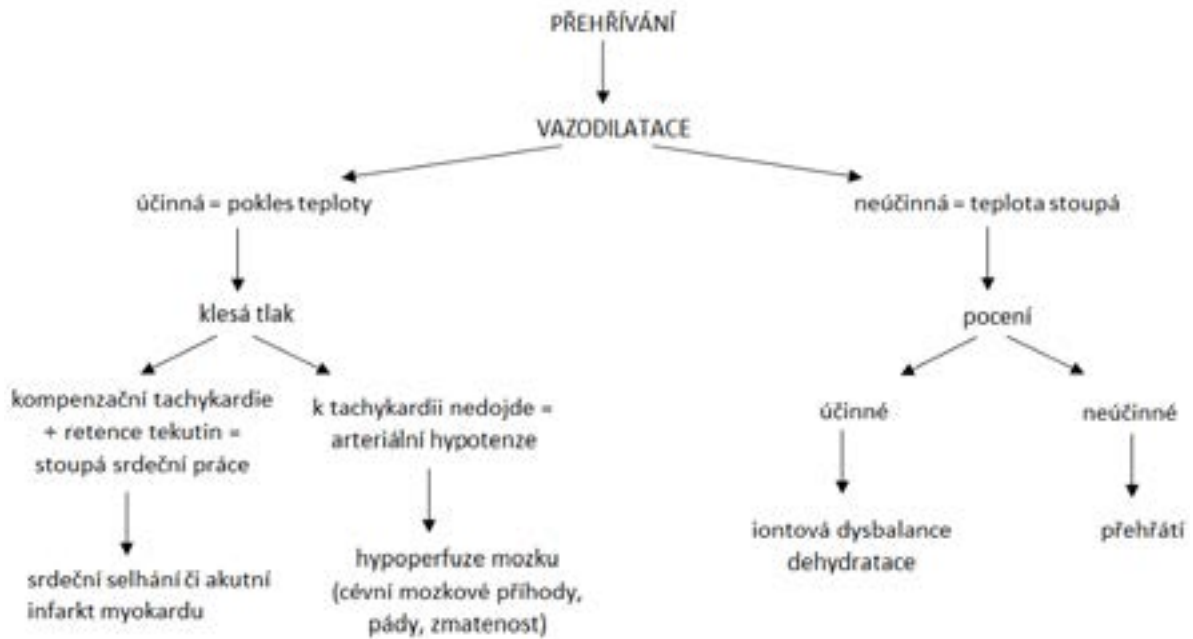 PŘEHŘÍVÁNÍ
VAZODILATACE
účinná = pokles teploty
neúčinná = teplota stoupá
klesá tlak
pocení
kompenzační tachykardie
+ retence tekutin =
stoupá srdeční práce
k tachykardii nedojde =
arteriální hypotenze
účinné
neúčinné
srdeční selhání či akutní
infarkt myokardu
hypoperfuze mozku
(cévní mozkové příhody,
pády, zmatenost)
iontová dysbalance
dehydratace
přehřátí